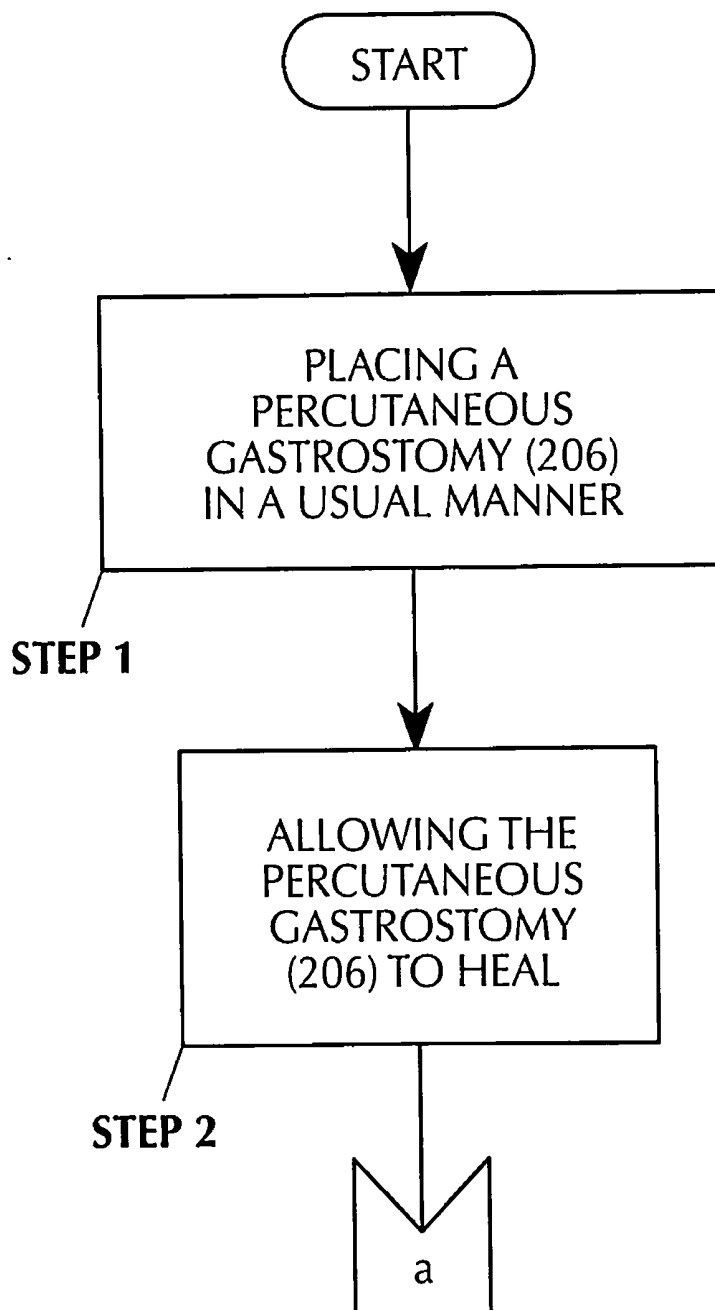 START
PLACING A
PERCUTANEOUS
GASTROSTOMY (206)
IN A USUAL MANNER
STEP 1
ALLOWING THE
PERCUTANEOUS
GASTROSTOMY
(206) TO HEAL
STEP 2
a